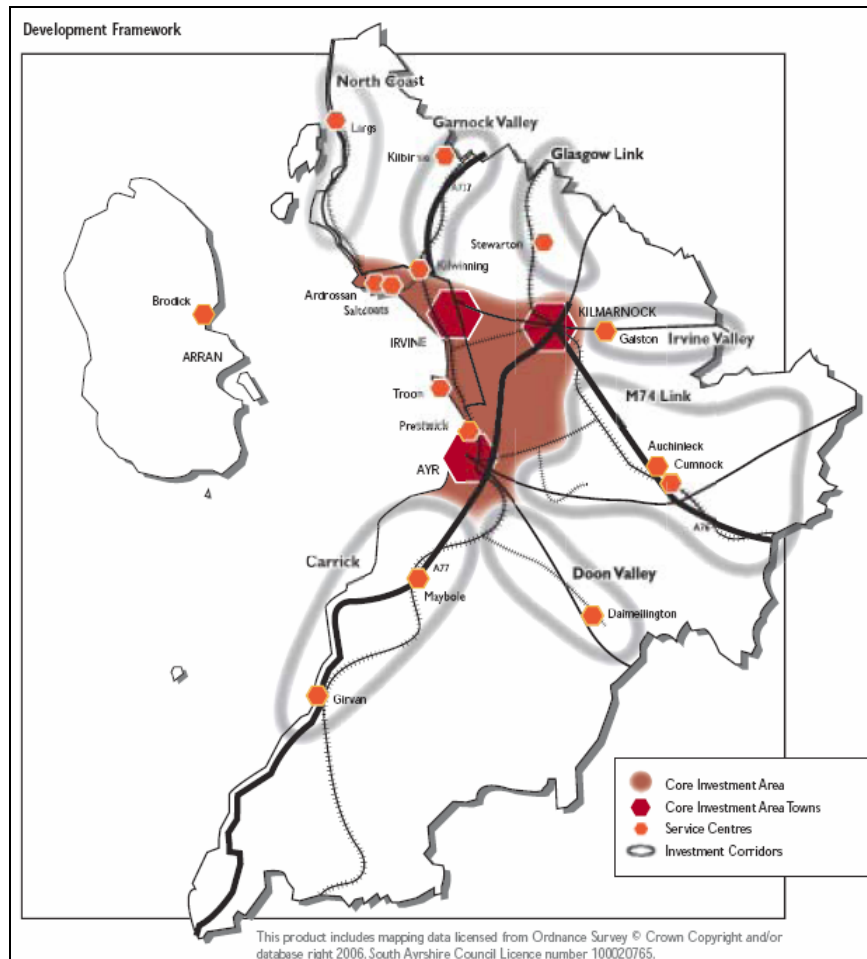 Development Framework
North Coast
Largs
Garnock Valley
Kilbirnie
A737
Glasgow Link
Stewarton
Kilwinning
Ardrossan
Saltcoats
IRVINE
KILMARNOCK
Galston
Irvine Valley
Brodick
ARRAN
Troon
M74 Link
Prestwick
AYR
Auchinleck
Cumnock
A76
Carrick
A77
Maybole
Doon Valley
Dalmellington
Girvan
Core Investment Area
Core Investment Area Towns
Service Centres
Investment Corridors
This product includes mapping data licensed from Ordnance Survey © Crown Copyright and/or
database right 2006. South Ayrshire Council Licence number 100020765.